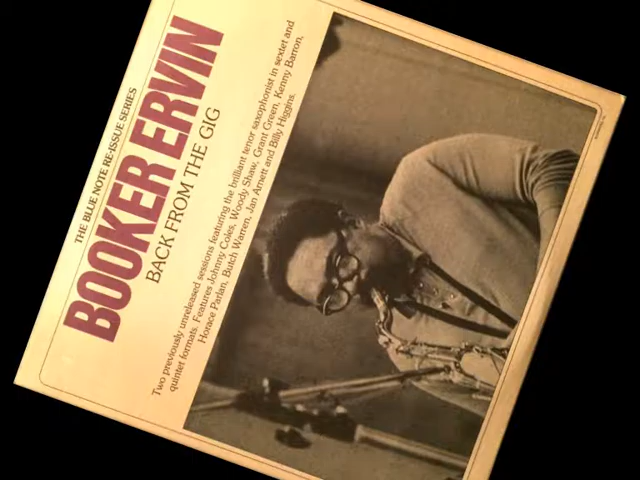 THE BLUE NOTE RE-ISSUE SERIES
BOOKER ERVIN
BACK FROM THE GIG
Two previously unreleased sessions featuring the brilliant tenor saxophonist in sextet and
quintet formats. Features Johnny Coles, Woody Shaw, Grant Green, Kenny Barron,
Horace Parlan, Butch Warren, Jan Arnett and Billy Higgins.